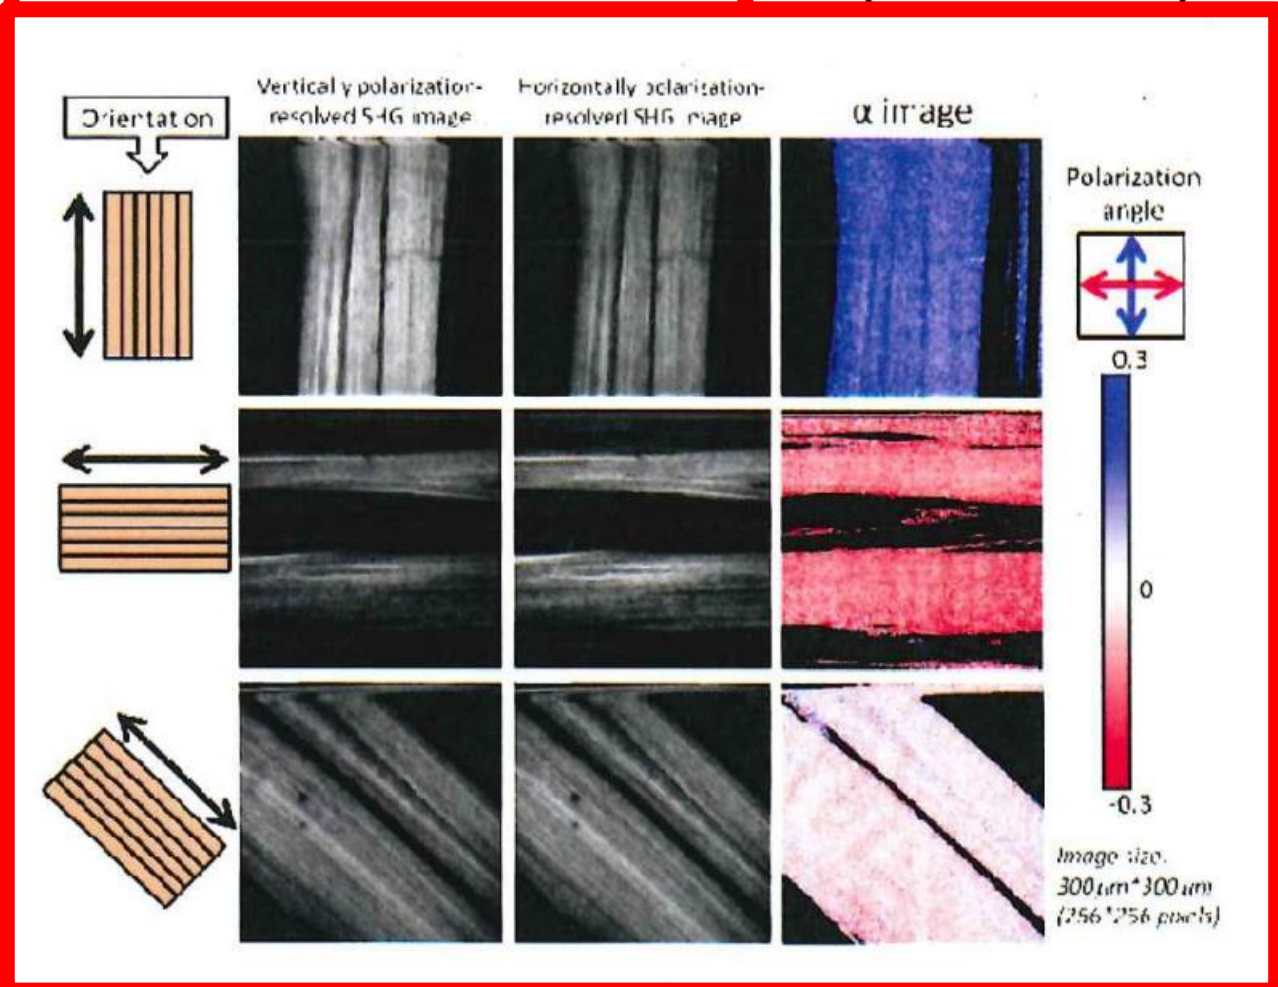 Orientation
Vertically polarization-
resolved SHG image
Horizontally polarization-
resolved SHG image
α image
Polarization
angle
0.3
0
-0.3
Image size:
300 μm*300 μm
(256*256 pixels)